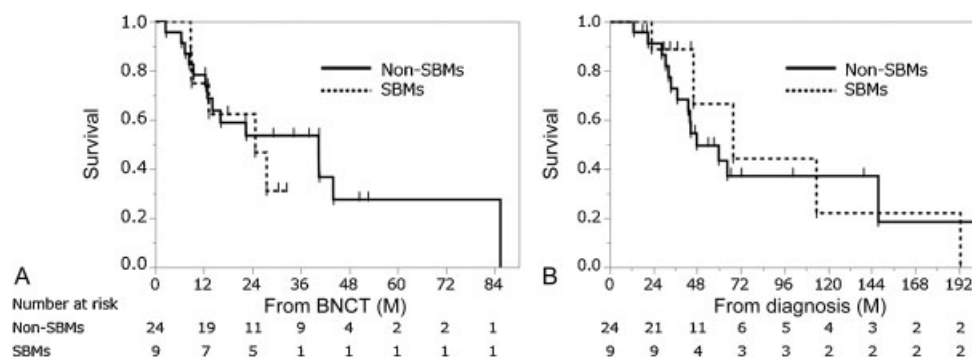 1.0
0.8
0.6
0.4
0.2
0.0
Survival
Non-SBMs
SBMs
0 12 24 36 48 60 72 84
A
From BNCT (M)
Number at risk
Non-SBMs 24 19 11 9 4 2 2 1
SBMs 9 7 5 1 1 1 1 1
1.0
0.8
0.6
0.4
0.2
0.0
Survival
Non-SBMs
SBMs
0 24 48 72 96 120 144 168 192
B
From diagnosis (M)
24 21 11 6 5 4 3 2 2
9 9 4 3 3 2 2 2 2